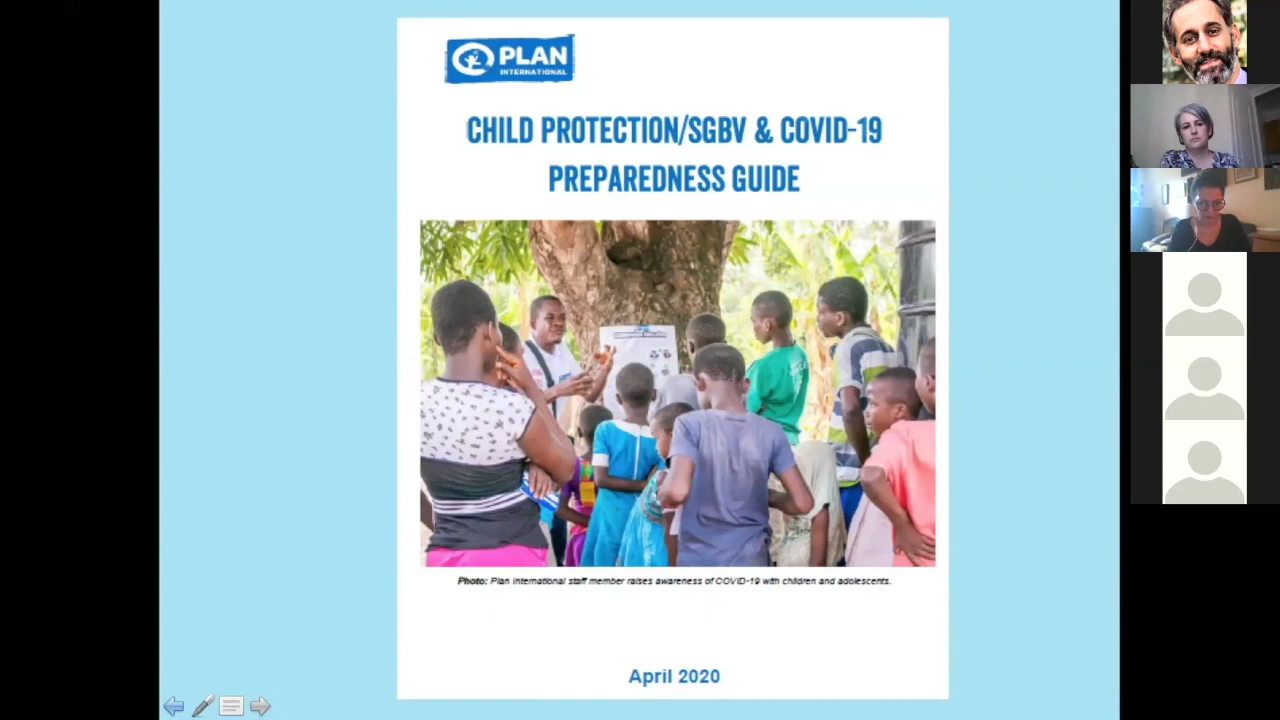 PLAN
INTERNATIONAL
CHILD PROTECTION/SGBV & COVID-19
PREPAREDNESS GUIDE
Photo: Plan International staff member raises awareness of COVID-19 with children and adolescents.
April 2020